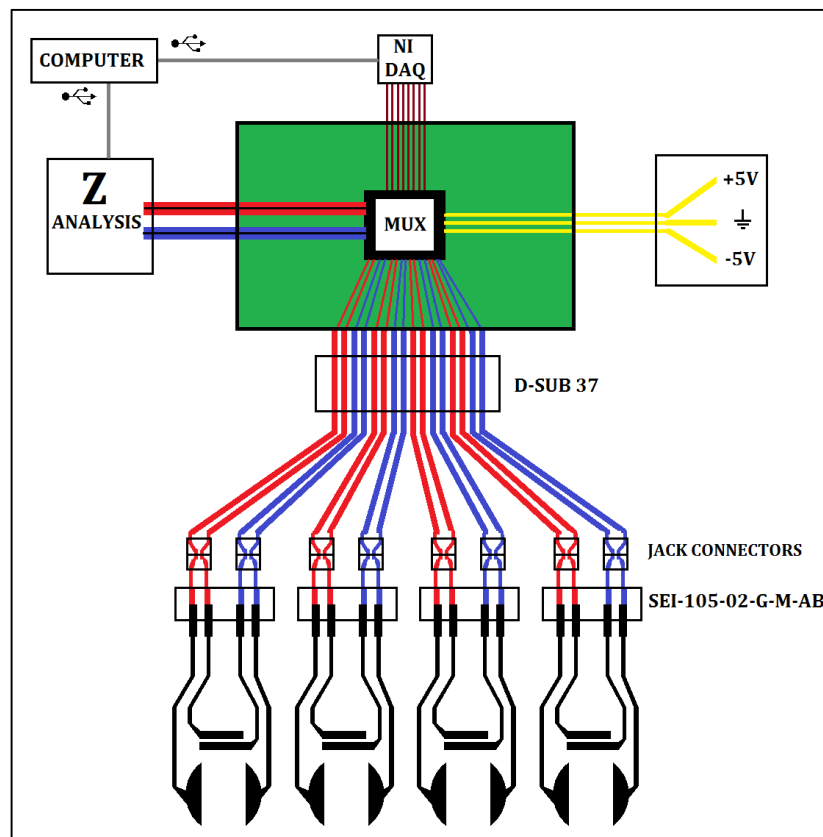 COMPUTER
NI
DAQ
Z
ANALYSIS
MUX
+5V
-5V
D-SUB 37
JACK CONNECTORS
SEI-105-02-G-M-AB